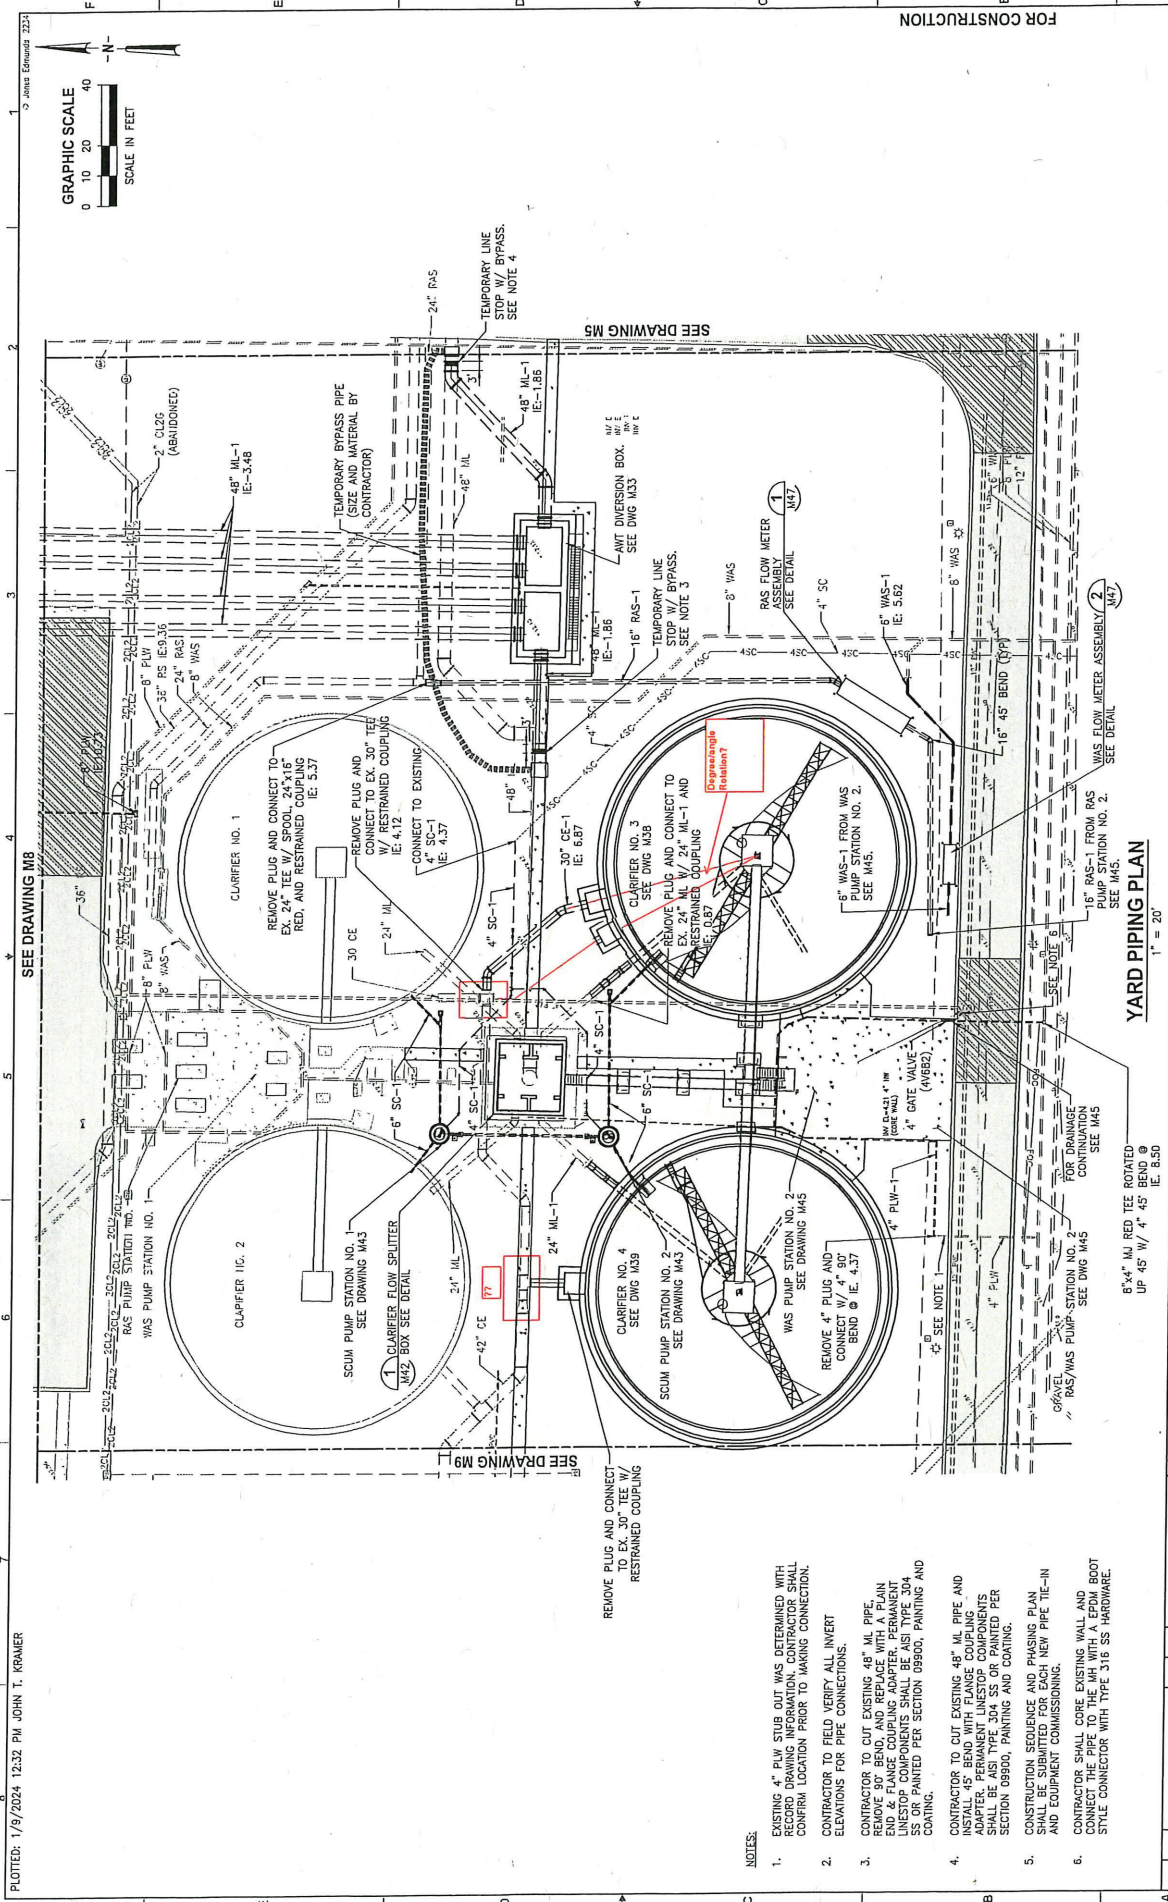 PLOTTED: 1/9/2024 12:32 PM JOHN T. KRAMER
Jones Edmunds 2234
8
7
6
5
4
3
2
1
F
E
D
C
B
A
-N-
GRAPHIC SCALE
0 10 20 40
SCALE IN FEET
SEE DRAWING M8
36"
2" CL2G
(ABANDONED)
48" ML-1
IE:-3.48
8" PLW
36" RS IE:9.36
24" RAS
8" WAS
8" PLW
8" WAS
RAS PUMP STATION NO. 1
WAS PUMP STATION NO. 1
CLARIFIER NO. 2
CLARIFIER NO. 1
TEMPORARY BYPASS PIPE
(SIZE AND MATERIAL BY
CONTRACTOR)
24" RAS
TEMPORARY LINE
STOP W/ BYPASS.
SEE NOTE 4
48" ML
3'
48" ML-1
IE:-1.86
REMOVE PLUG AND CONNECT TO
EX. 24" TEE W/ SPOOL, 24"x16"
RED, AND RESTRAINED COUPLING
IE: 5.37
REMOVE PLUG AND
CONNECT TO EX. 30" TEE
W/ RESTRAINED COUPLING
IE: 4.12
CONNECT TO EXISTING
4" SC-1
IE: 4.37
30 CE
24" ML
4" SC-1
6" SC-1
4" SC-1
SCUM PUMP STATION NO. 1
SEE DRAWING M43
1
M42
CLARIFIER FLOW SPLITTER
BOX SEE DETAIL
24" ML
42" CE
??
24" ML-1
SEE DRAWING M9
SEE DRAWING M5
AWT DIVERSION BOX.
SEE DWG M33
48" ML-1
IE:-1.86
16" RAS-1
TEMPORARY LINE
STOP W/ BYPASS.
SEE NOTE 3
3'
48"
4" SC
30" CE-1
IE: 6.87
CLARIFIER NO. 3
SEE DWG M38
REMOVE PLUG AND CONNECT TO
EX. 24" ML W/ 24" ML-1 AND
RESTRAINED COUPLING
IE: 0.87
Degree/angle
Rotation?
4" SC-1
6" SC-1
CLARIFIER NO. 4
SEE DWG M39
SCUM PUMP STATION NO. 2
SEE DRAWING M43
REMOVE PLUG AND CONNECT
TO EX. 30" TEE W/
RESTRAINED COUPLING
8" WAS
RAS FLOW METER
ASSEMBLY
SEE DETAIL
1
M47
4" SC
6" WAS-1
IE: 5.62
8" WAS
16" 45° BEND (TYP)
WAS FLOW METER ASSEMBLY
SEE DETAIL
2
M47
6" WAS-1 FROM WAS
PUMP STATION NO. 2.
SEE M45.
16" RAS-1 FROM RAS
PUMP STATION NO. 2.
SEE M45.
SEE NOTE 6
WAS PUMP STATION NO. 2
SEE DRAWING M45
4" GATE VALVE
(4VGB2)
REMOVE 4" PLUG AND
CONNECT W/ 4" 90°
BEND @ IE. 4.37
4" PLW-1
SEE NOTE 1
4" PLW
GRAVEL
FOR DRAINAGE
CONTINUATION
SEE M45
RAS/WAS PUMP STATION NO. 2
SEE DWG M45
8"x4" MJ RED TEE ROTATED
UP 45° W/ 4" 45° BEND @
IE. 8.50
YARD PIPING PLAN
1" = 20'
NOTES:
1. EXISTING 4" PLW STUB OUT WAS DETERMINED WITH
RECORD DRAWING INFORMATION. CONTRACTOR SHALL
CONFIRM LOCATION PRIOR TO MAKING CONNECTION.
2. CONTRACTOR TO FIELD VERIFY ALL INVERT
ELEVATIONS FOR PIPE CONNECTIONS.
3. CONTRACTOR TO CUT EXISTING 48" ML PIPE,
REMOVE 90° BEND, AND REPLACE WITH A PLAIN
END & FLANGE COUPLING ADAPTER. PERMANENT
LINESTOP COMPONENTS SHALL BE AISI TYPE 304
SS OR PAINTED PER SECTION 09900, PAINTING AND
COATING.
4. CONTRACTOR TO CUT EXISTING 48" ML PIPE AND
INSTALL 45° BEND WITH FLANGE COUPLING
ADAPTER. PERMANENT LINESTOP COMPONENTS
SHALL BE AISI TYPE 304 SS OR PAINTED PER
SECTION 09900, PAINTING AND COATING.
5. CONSTRUCTION SEQUENCE AND PHASING PLAN
SHALL BE SUBMITTED FOR EACH NEW PIPE TIE-IN
AND EQUIPMENT COMMISSIONING.
6. CONTRACTOR SHALL CORE EXISTING WALL AND
CONNECT THE PIPE TO THE MH WITH A EPDM BOOT
STYLE CONNECTOR WITH TYPE 316 SS HARDWARE.
FOR CONSTRUCTION